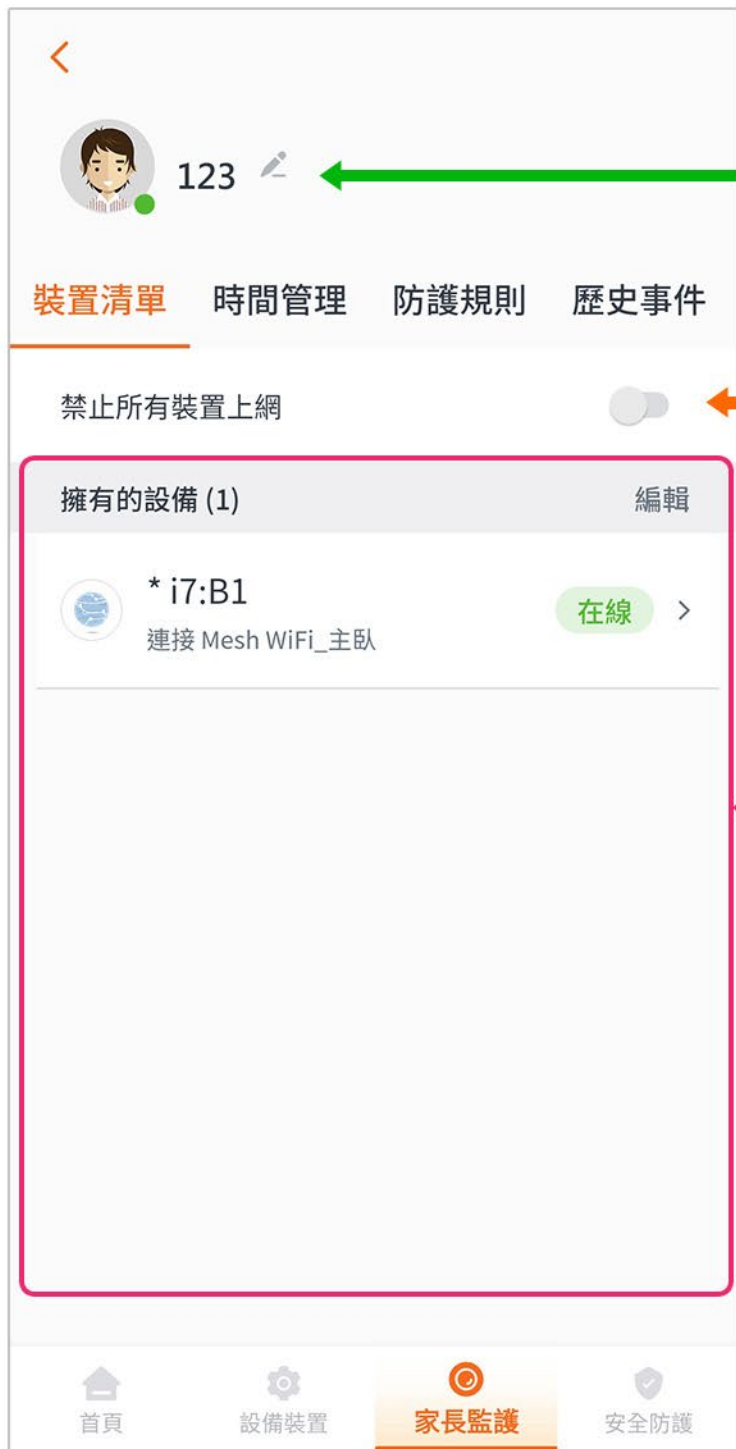 123
裝置清單 時間管理 防護規則 歷史事件
禁止所有裝置上網
擁有的設備 (1) 編輯
* i7:B1
在線
連接 Mesh WiFi_主臥
首頁 設備裝置 家長監護 安全防護